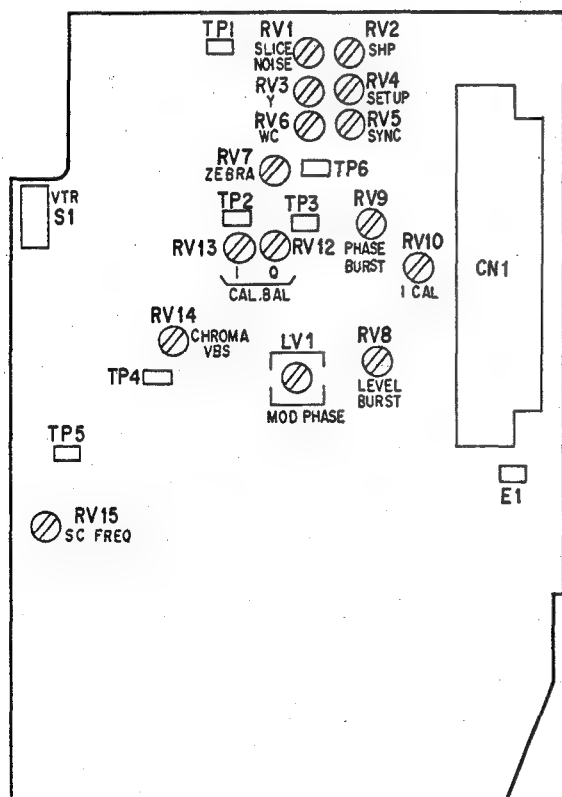 TP1
RV1
SLICE
NOISE
RV2
SHP
RV3
Y
RV4
SETUP
RV6
WC
RV5
SYNC
RV7
ZEBRA
TP6
VTR
S1
TP2
TP3
RV9
PHASE
BURST
RV13
I
RV12
Q
CAL.BAL
RV10
I CAL
CN1
RV14
CHROMA
VBS
LV1
MOD PHASE
RV8
LEVEL
BURST
TP4
TP5
E1
RV15
SC FREQ